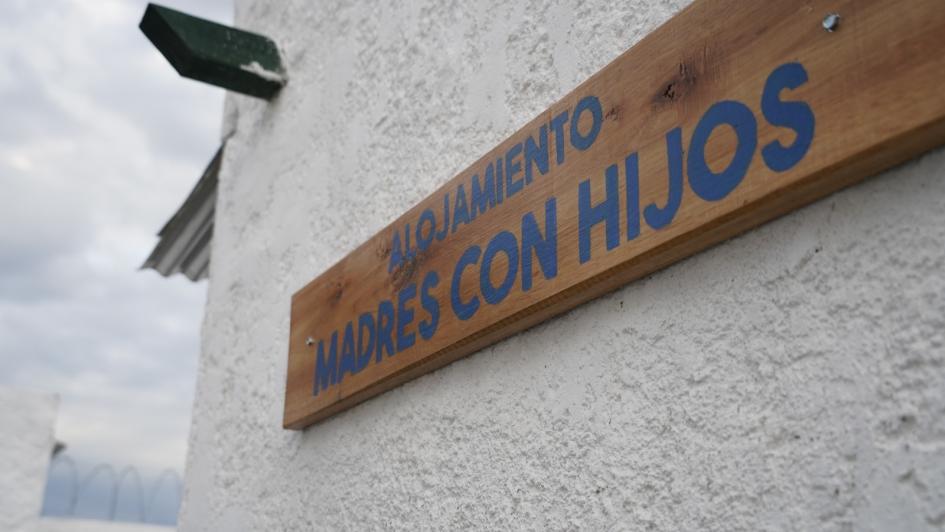 ALOJAMIENTO
MADRES CON HIJOS